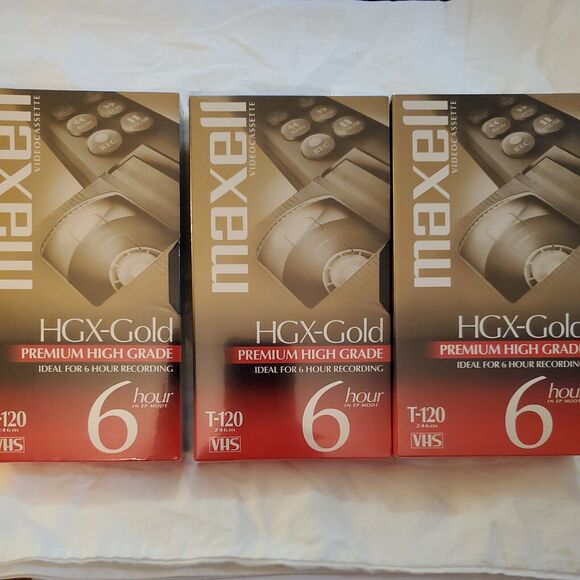 maxell
VIDEOCASSETTE
REC
HGX-Gold
PREMIUM HIGH GRADE
IDEAL FOR 6 HOUR RECORDING
6 hour
IN EP MODE
T-120
246m
VHS
maxell
VIDEOCASSETTE
REC
HGX-Gold
PREMIUM HIGH GRADE
IDEAL FOR 6 HOUR RECORDING
6 hour
IN EP MODE
T-120
246m
VHS
maxell
VIDEOCASSETTE
REC
HGX-Gold
PREMIUM HIGH GRADE
IDEAL FOR 6 HOUR RECORDING
6 hour
IN EP MODE
T-120
246m
VHS